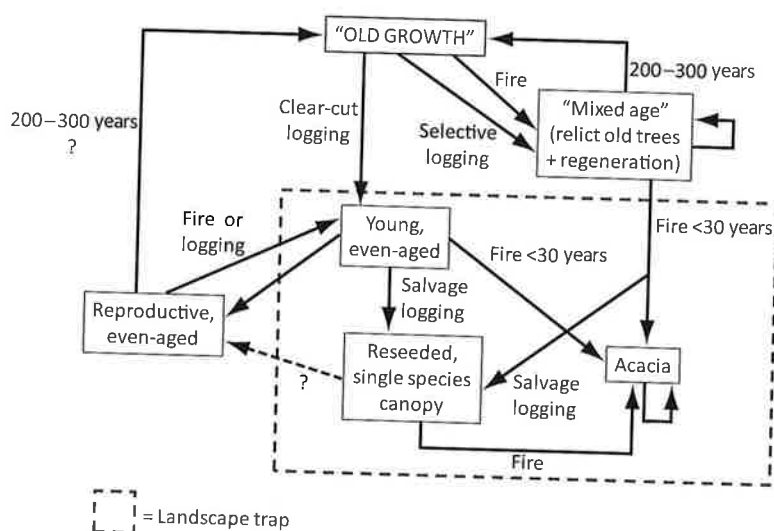 "OLD GROWTH"
200–300 years
Fire
"Mixed age"
(relict old trees
+ regeneration)
Clear-cut
logging
Selective
logging
200–300 years
?
Fire <30 years
Young,
even-aged
Fire or
logging
Fire <30 years
Salvage
logging
Reproductive,
even-aged
Reseeded,
single species
canopy
Acacia
?
Salvage
logging
Fire
= Landscape trap